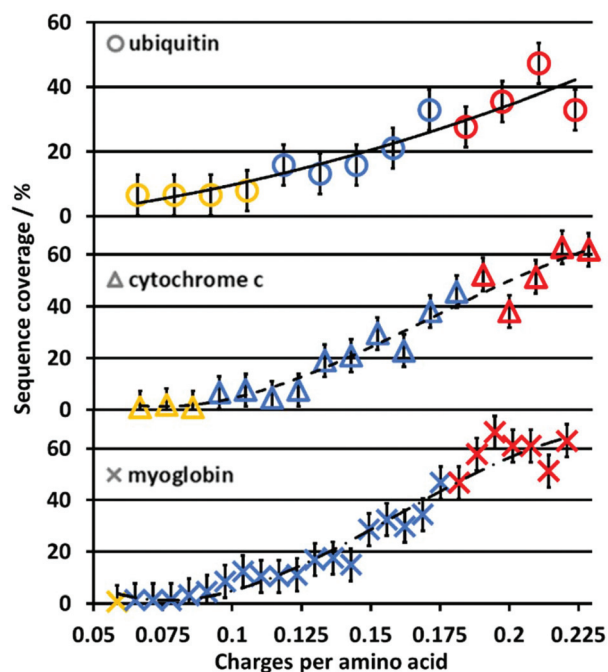 60
ubiquitin
40
20
0
60
cytochrome c
40
20
0
60
myoglobin
40
20
0
Sequence coverage / %
0.05 0.075 0.1 0.125 0.15 0.175 0.2 0.225
Charges per amino acid